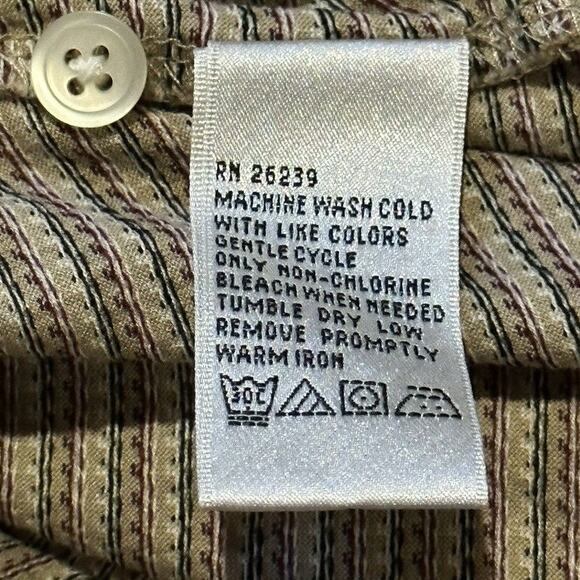 RN 26239
MACHINE WASH COLD
WITH LIKE COLORS
GENTLE CYCLE
ONLY NON-CHLORINE
BLEACH WHEN NEEDED
TUMBLE DRY LOW
REMOVE PROMPTLY
WARM IRON
30C